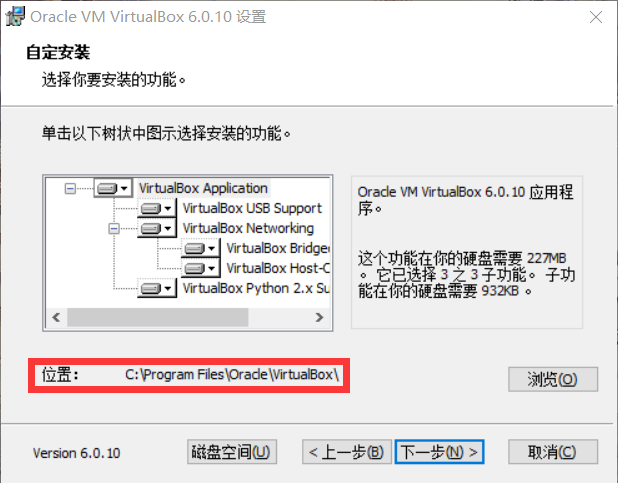 Oracle VM VirtualBox 6.0.10 设置
自定安装
选择你要安装的功能。
单击以下树状中图示选择安装的功能。
VirtualBox Application
VirtualBox USB Support
VirtualBox Networking
VirtualBox Bridge
VirtualBox Host-C
VirtualBox Python 2.x Su
Oracle VM VirtualBox 6.0.10 应用程
序。
这个功能在你的硬盘需要 227MB
。它已选择 3 之 3 子功能。 子功
能在你的硬盘需要 932KB 。
位置： C:\Program Files\Oracle\VirtualBox\
浏览(O)
Version 6.0.10
磁盘空间(U)
< 上一步(B)
下一步(N) >
取消(C)